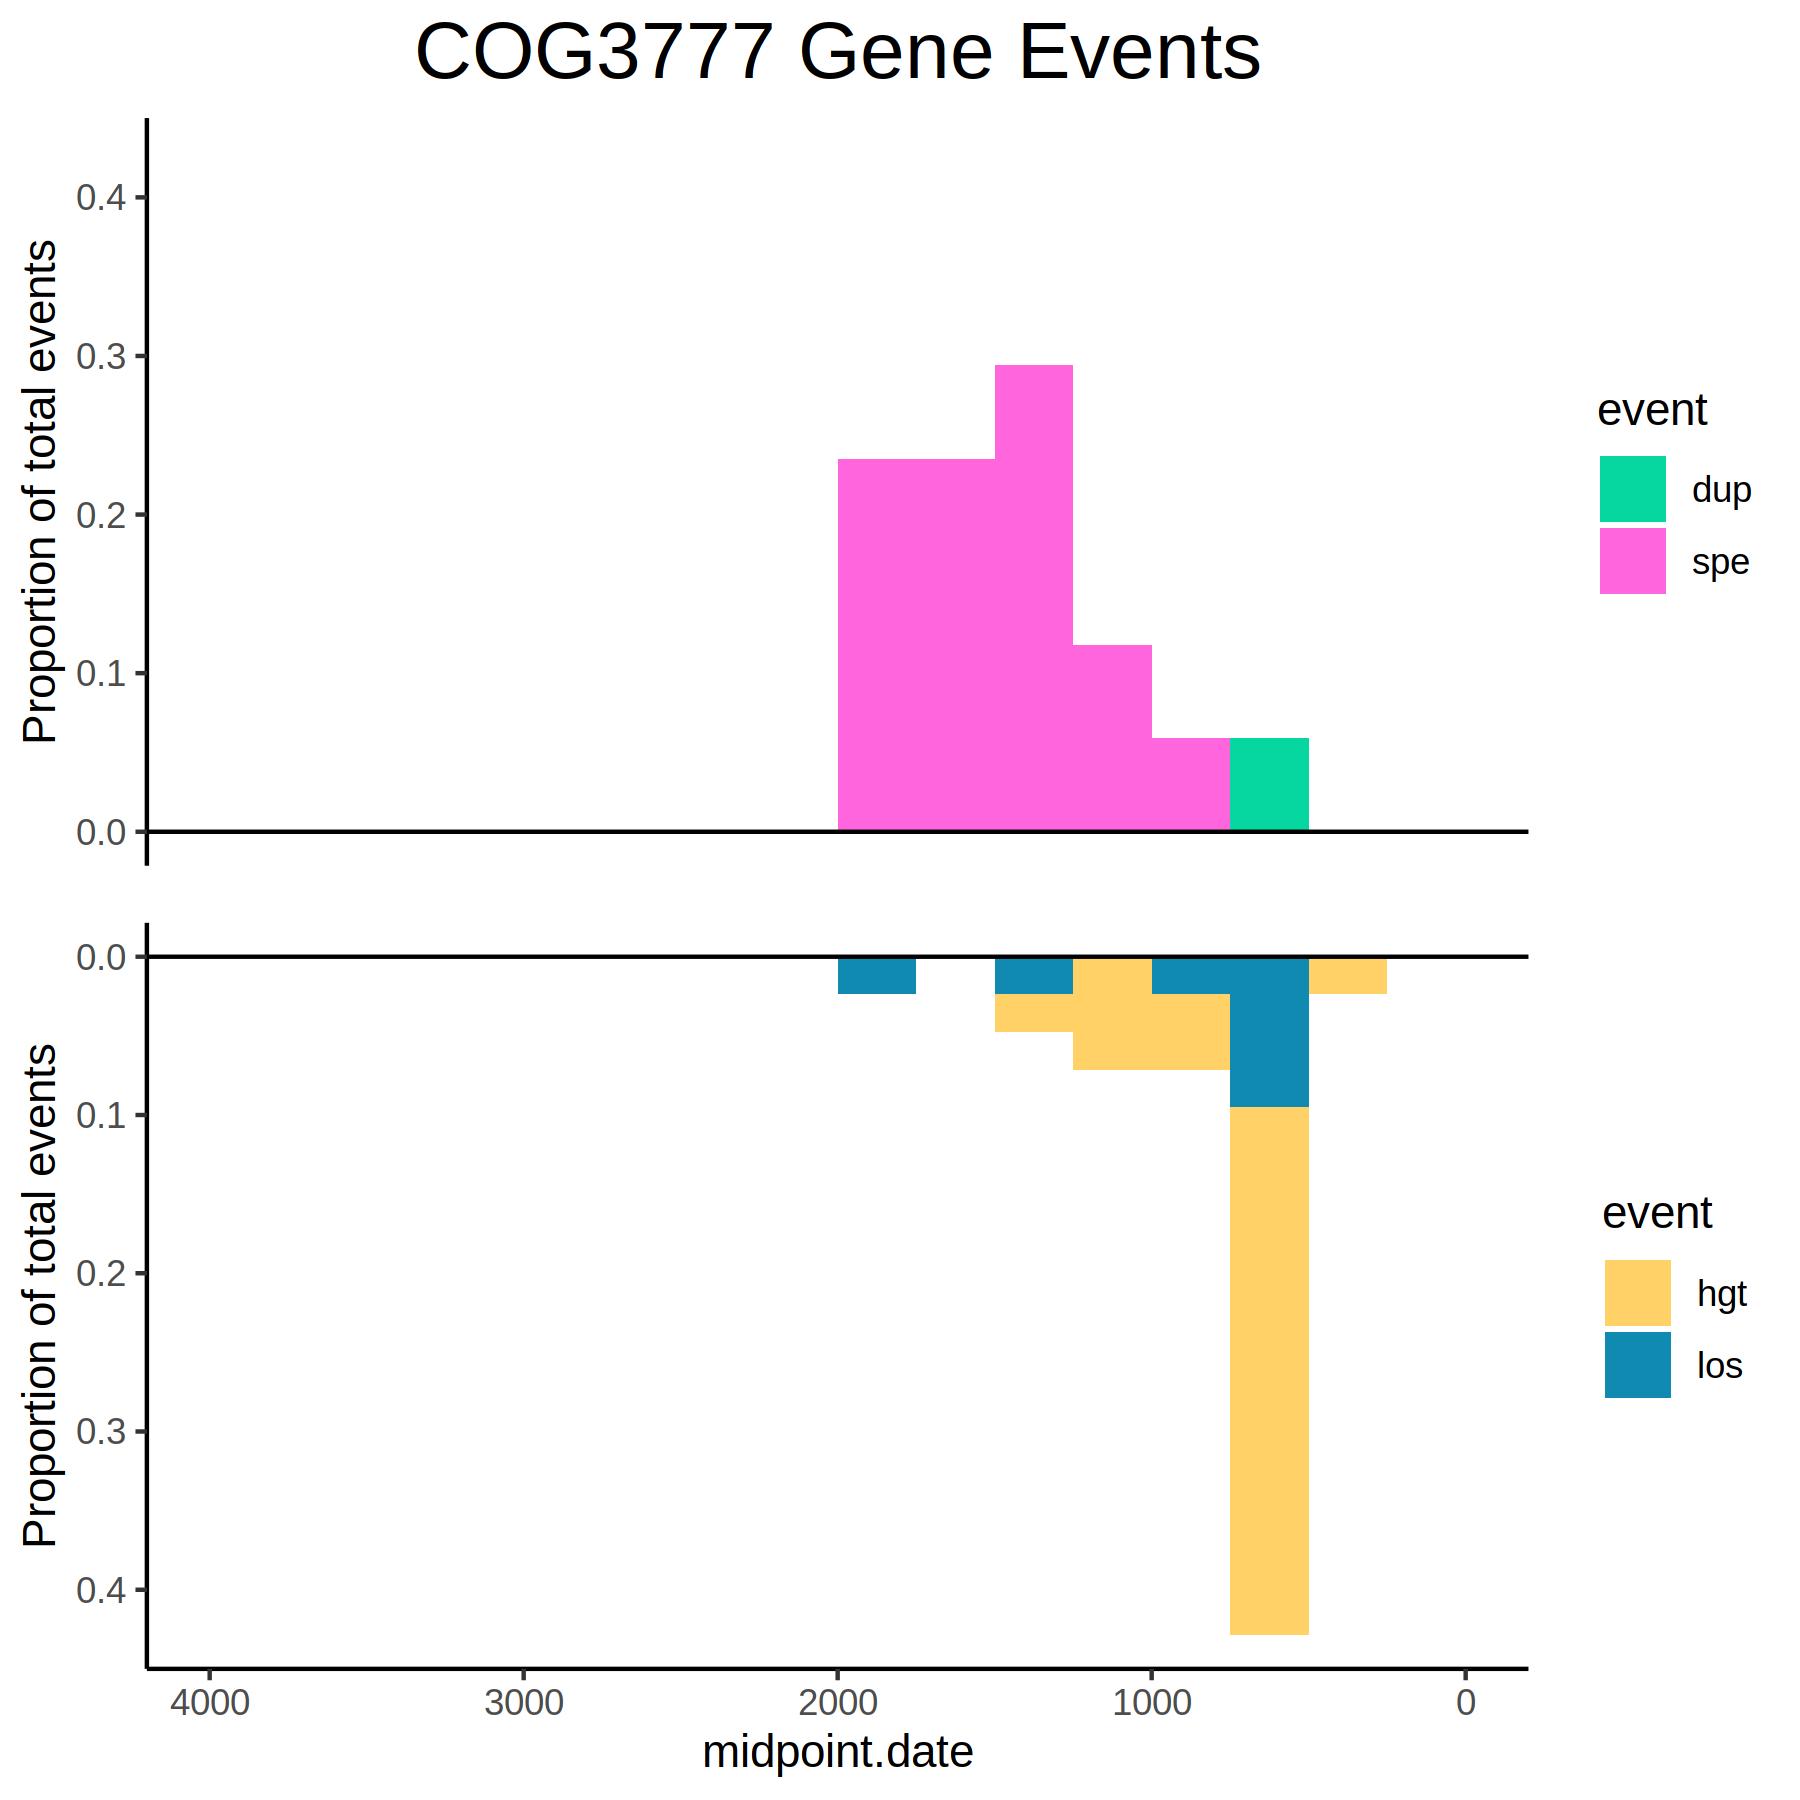 COG3777 Gene Events
Proportion of total events
0.4
0.3
0.2
0.1
0.0
event
dup
spe
Proportion of total events
0.0
0.1
0.2
0.3
0.4
event
hgt
los
4000 3000 2000 1000 0
midpoint.date